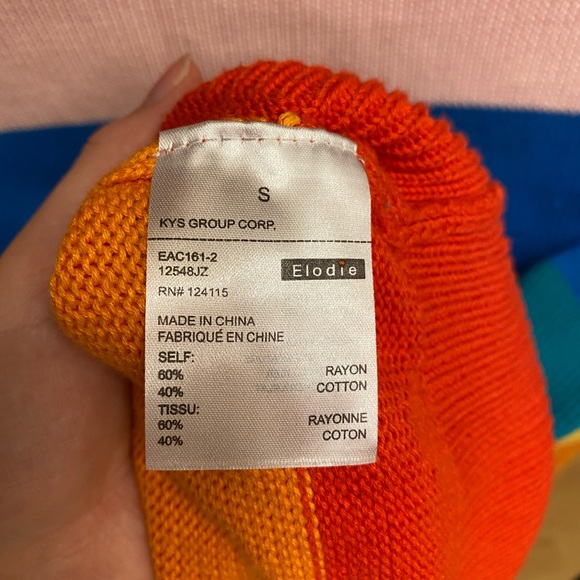 S
KYS GROUP CORP.
EAC161-2
12548JZ
Elodie
RN# 124115
MADE IN CHINA
FABRIQUÉ EN CHINE
SELF:
60% RAYON
40% COTTON
TISSU:
60% RAYONNE
40% COTON